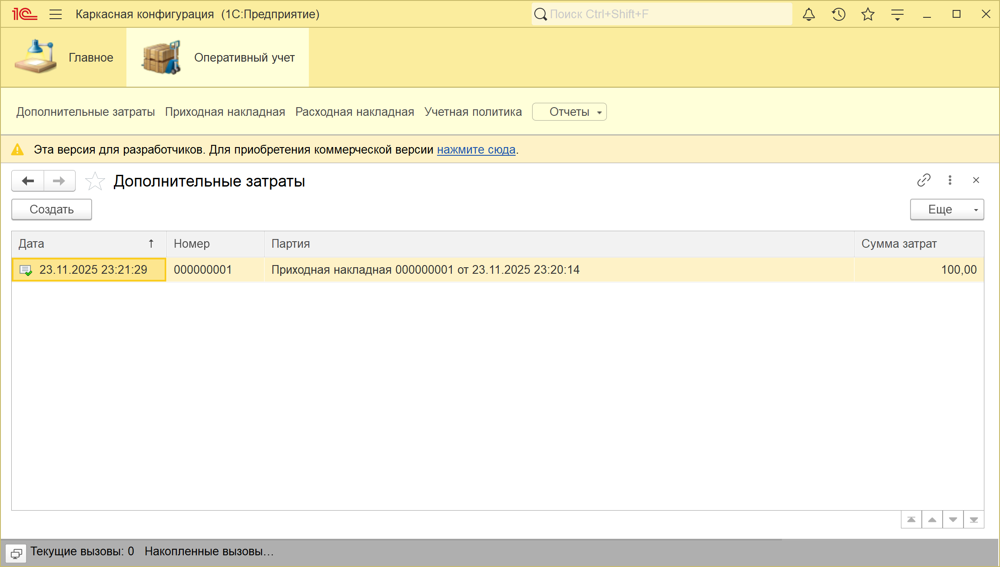 1С Каркасная конфигурация (1С:Предприятие) Поиск Ctrl+Shift+F
Главное Оперативный учет
Дополнительные затраты Приходная накладная Расходная накладная Учетная политика Отчеты
Эта версия для разработчиков. Для приобретения коммерческой версии нажмите сюда.
Дополнительные затраты
Создать Еще
Дата Номер Партия Сумма затрат
23.11.2025 23:21:29 000000001 Приходная накладная 000000001 от 23.11.2025 23:20:14 100,00
Текущие вызовы: 0 Накопленные вызовы...